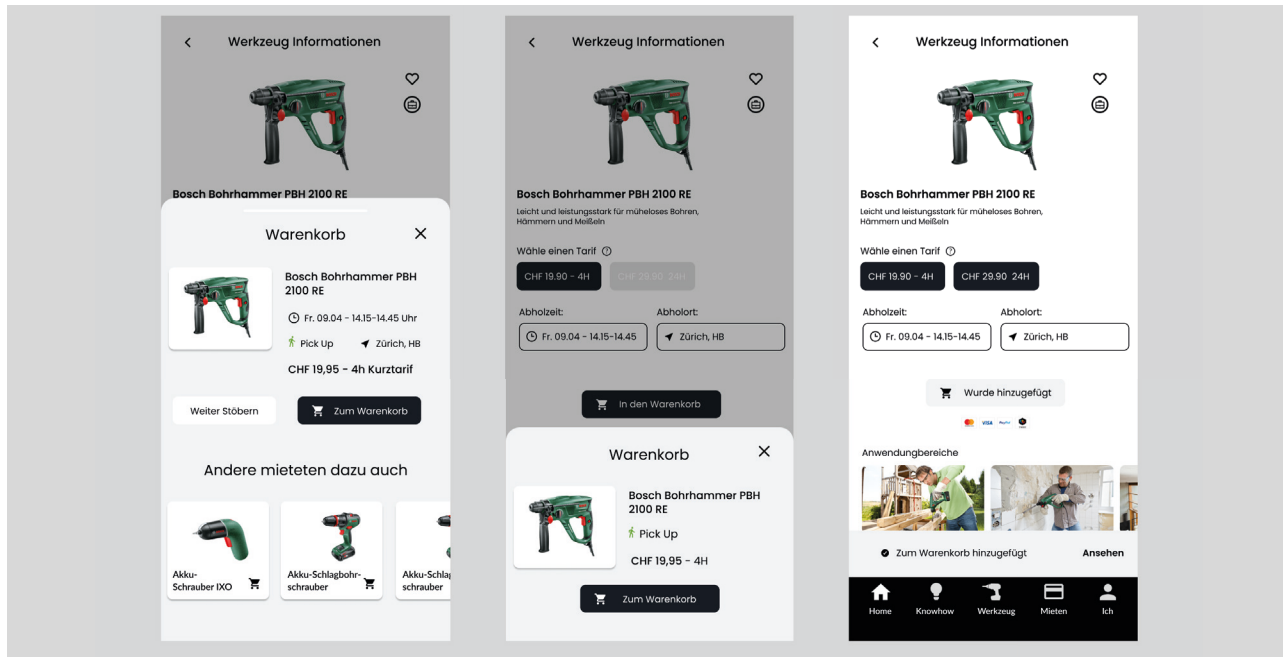 Werkzeug Informationen
Bosch Bohrhammer PBH 2100 RE
Warenkorb
Bosch Bohrhammer PBH
2100 RE
Fr. 09.04 - 14.15-14.45 Uhr
Pick Up
Zürich, HB
CHF 19,95 - 4h Kurztarif
Weiter Stöbern
Zum Warenkorb
Andere mieteten dazu auch
Akku-
Schrauber IXO
Akku-Schlagbohr-
schrauber
Akku-Schlag
schrauber
Werkzeug Informationen
Bosch Bohrhammer PBH 2100 RE
Leicht und leistungsstark für müheloses Bohren,
Hämmern und Meißeln
Wähle einen Tarif
CHF 19.90 - 4H
CHF 29.90 24H
Abholzeit:
Abholort:
Fr. 09.04 - 14.15-14.45
Zürich, HB
In den Warenkorb
Warenkorb
Bosch Bohrhammer PBH
2100 RE
Pick Up
CHF 19,95 - 4H
Zum Warenkorb
Werkzeug Informationen
Bosch Bohrhammer PBH 2100 RE
Leicht und leistungsstark für müheloses Bohren,
Hämmern und Meißeln
Wähle einen Tarif
CHF 19.90 - 4H
CHF 29.90 24H
Abholzeit:
Abholort:
Fr. 09.04 - 14.15-14.45
Zürich, HB
Wurde hinzugefügt
VISA
PayPal
Anwendungbereiche
Zum Warenkorb hinzugefügt
Ansehen
Home
Knowhow
Werkzeug
Mieten
Ich